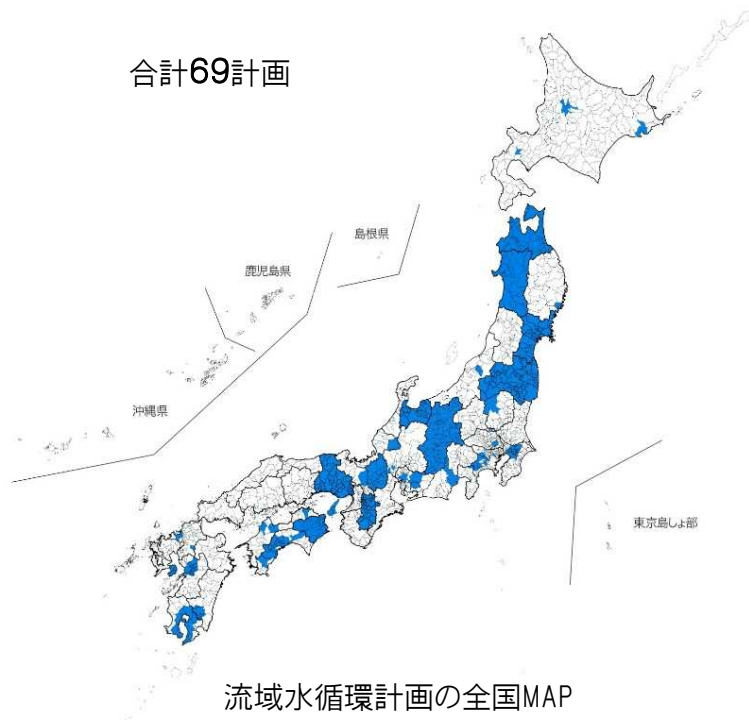 合計69計画
島根県
鹿児島県
沖縄県
東京島しょ部
流域水循環計画の全国MAP